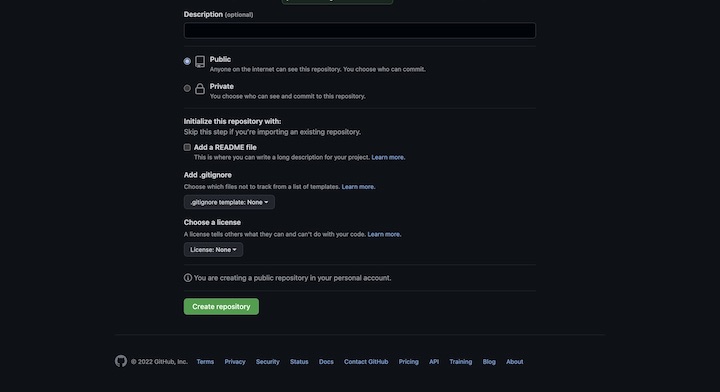 Description (optional)
Public
Anyone on the internet can see this repository. You choose who can commit.
Private
You choose who can see and commit to this repository.
Initialize this repository with:
Skip this step if you're importing an existing repository.
Add a README file
This is where you can write a long description for your project. Learn more.
Add .gitignore
Choose which files not to track from a list of templates. Learn more.
.gitignore template: None
Choose a license
A license tells others what they can and can't do with your code. Learn more.
License: None
You are creating a public repository in your personal account.
Create repository
© 2022 GitHub, Inc. Terms Privacy Security Status Docs Contact GitHub Pricing API Training Blog About